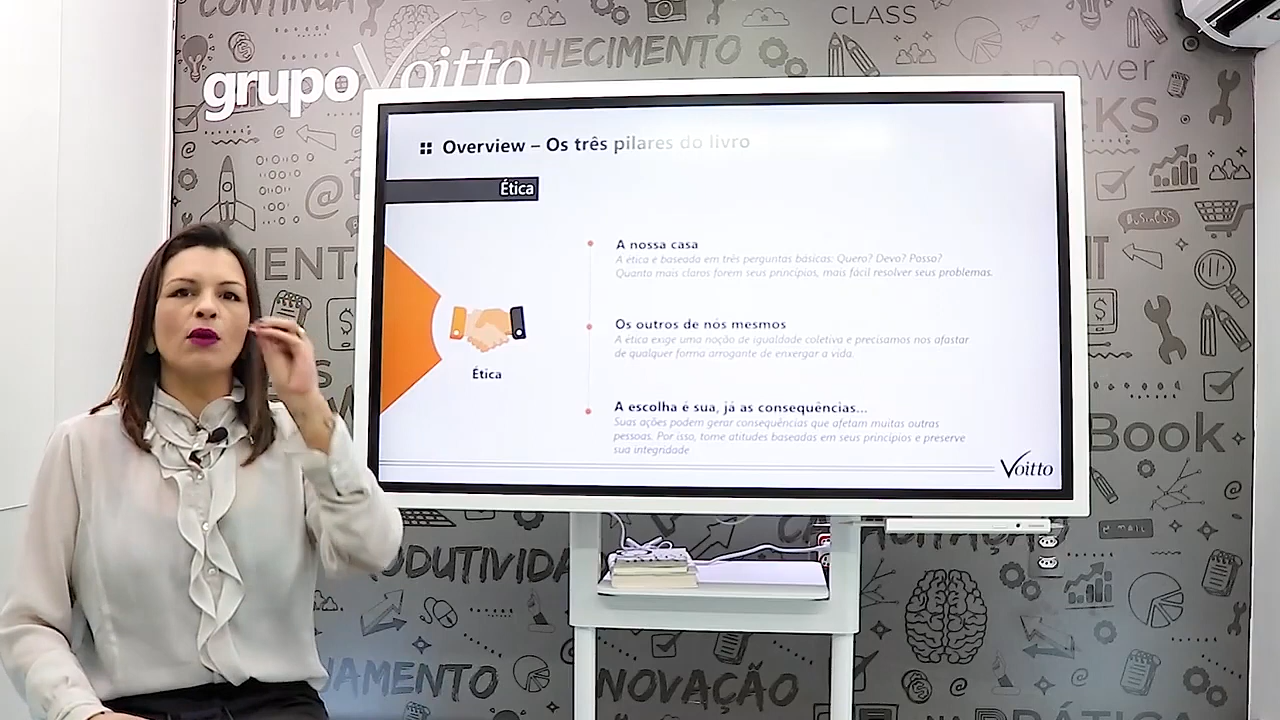 CONTINUA
CLASS
CONHECIMENTO
grupo Voitto
power
Overview – Os três pilares do livro
Ética
BUSINESS
A nossa casa
A ética é baseada em três perguntas básicas: Quero? Devo? Posso?
Quanto mais claros forem seus princípios, mais fácil resolver seus problemas.
Os outros de nós mesmos
A ética exige uma noção de igualdade coletiva e precisamos nos afastar
de qualquer forma arrogante de enxergar a vida.
Ética
A escolha é sua, já as consequências...
Suas ações podem gerar consequências que afetam muitas outras
pessoas. Por isso, tome atitudes baseadas em seus princípios e preserve
sua integridade
Book
Voitto
E-MAIL
NOVAÇÃO